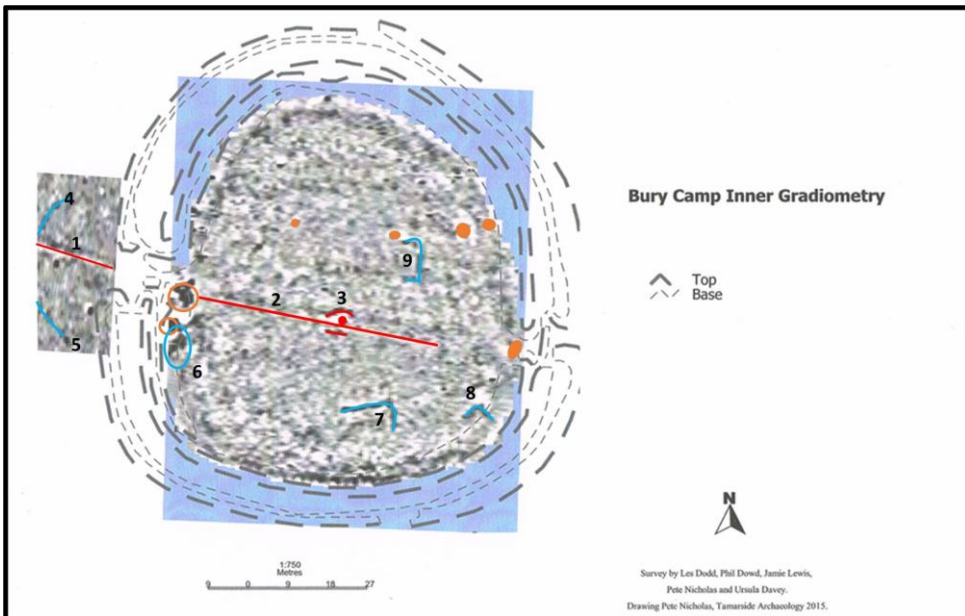 Bury Camp Inner Gradiometry
Top
Base
4
1
5
2
3
9
6
7
8
N
1:750
Metres
9 0 9 18 27
Survey by Les Dodd, Phil Dowd, Jamie Lewis,
Pete Nicholas and Ursula Davey.
Drawing Pete Nicholas, Tamarside Archaeology 2015.